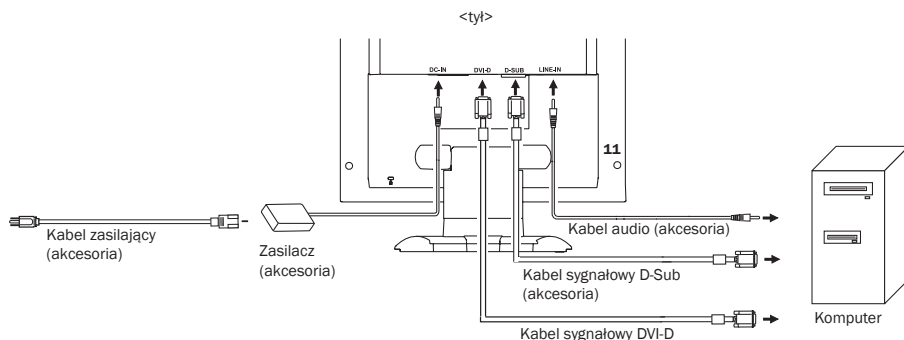 <tył>
DC-IN DVI-D D-SUB LINE-IN
11
Kabel zasilający
(akcesoria)
Zasilacz
(akcesoria)
Kabel audio (akcesoria)
Kabel sygnałowy D-Sub
(akcesoria)
Komputer
Kabel sygnałowy DVI-D